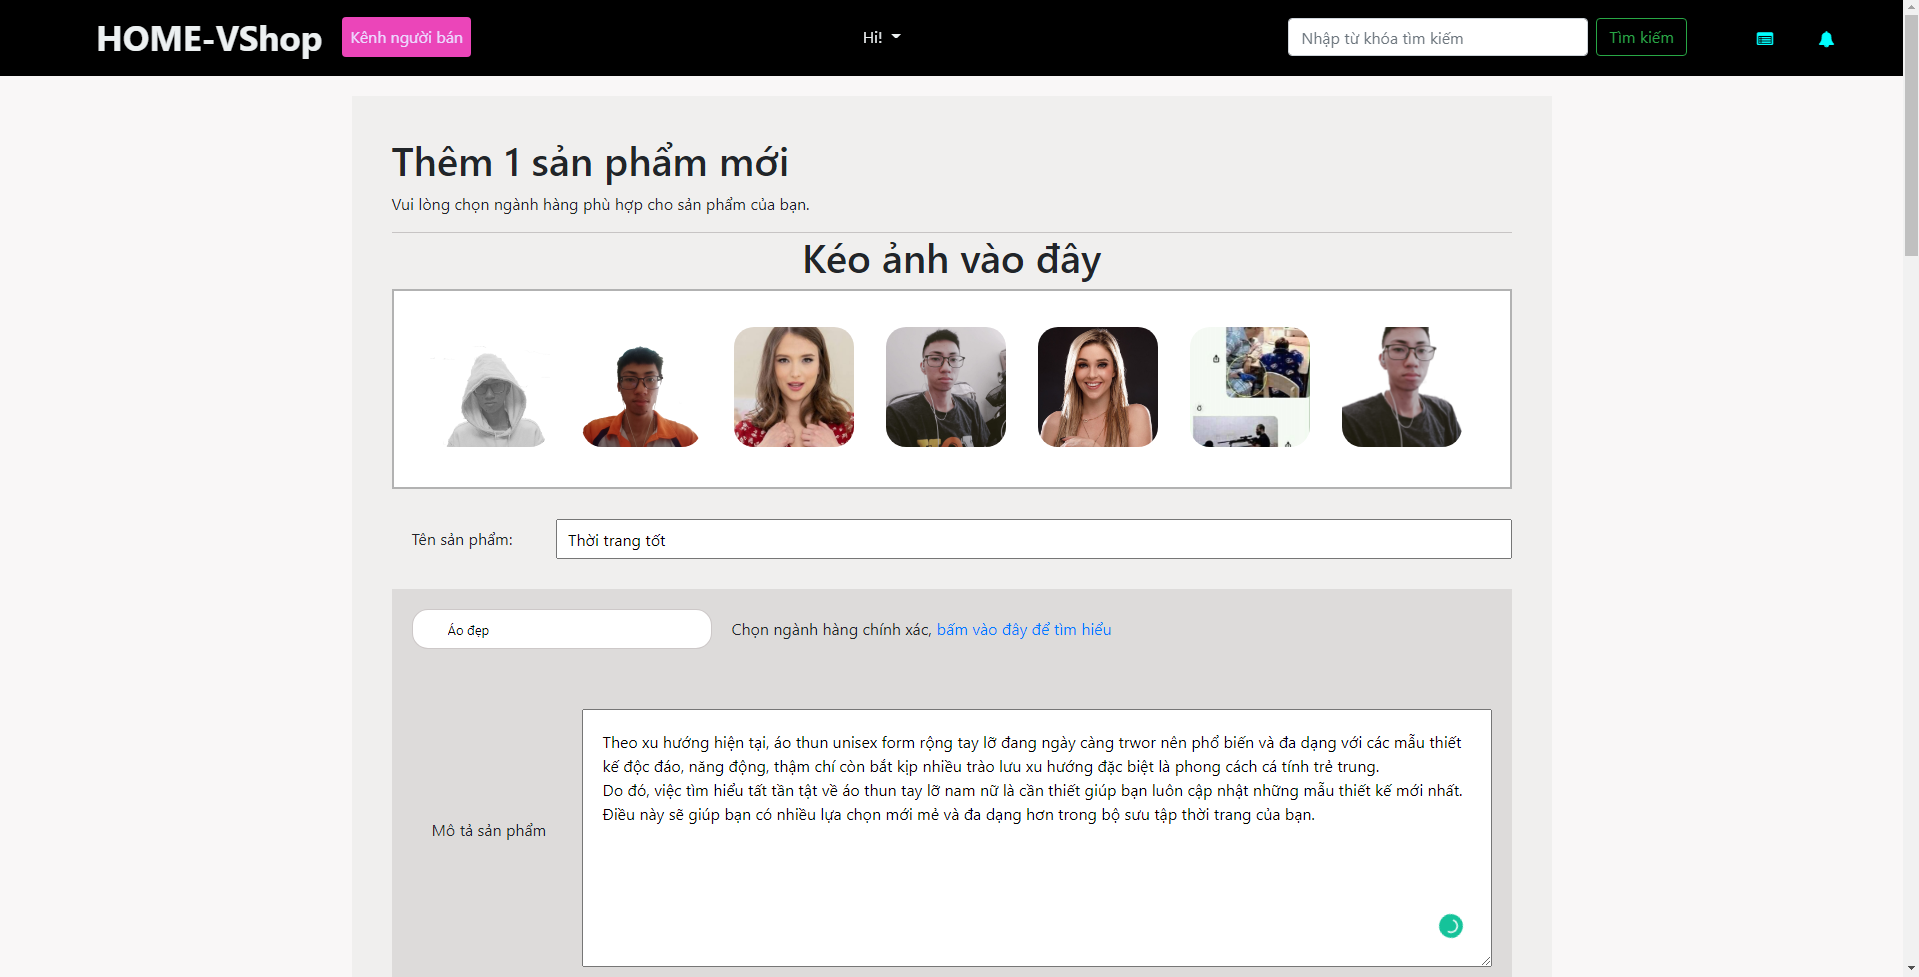 HOME-VShop Kênh người bán Hi! Nhập từ khóa tìm kiếm Tìm kiếm
Thêm 1 sản phẩm mới
Vui lòng chọn ngành hàng phù hợp cho sản phẩm của bạn.
Kéo ảnh vào đây
Tên sản phẩm: Thời trang tốt
Áo đẹp Chọn ngành hàng chính xác, bấm vào đây để tìm hiểu
Theo xu hướng hiện tại, áo thun unisex form rộng tay lỡ đang ngày càng trwor nên phổ biến và đa dạng với các mẫu thiết
kế độc đáo, năng động, thậm chí còn bắt kịp nhiều trào lưu xu hướng đặc biệt là phong cách cá tính trẻ trung.
Do đó, việc tìm hiểu tất tần tật về áo thun tay lỡ nam nữ là cần thiết giúp bạn luôn cập nhật những mẫu thiết kế mới nhất.
Điều này sẽ giúp bạn có nhiều lựa chọn mới mẻ và đa dạng hơn trong bộ sưu tập thời trang của bạn.
Mô tả sản phẩm